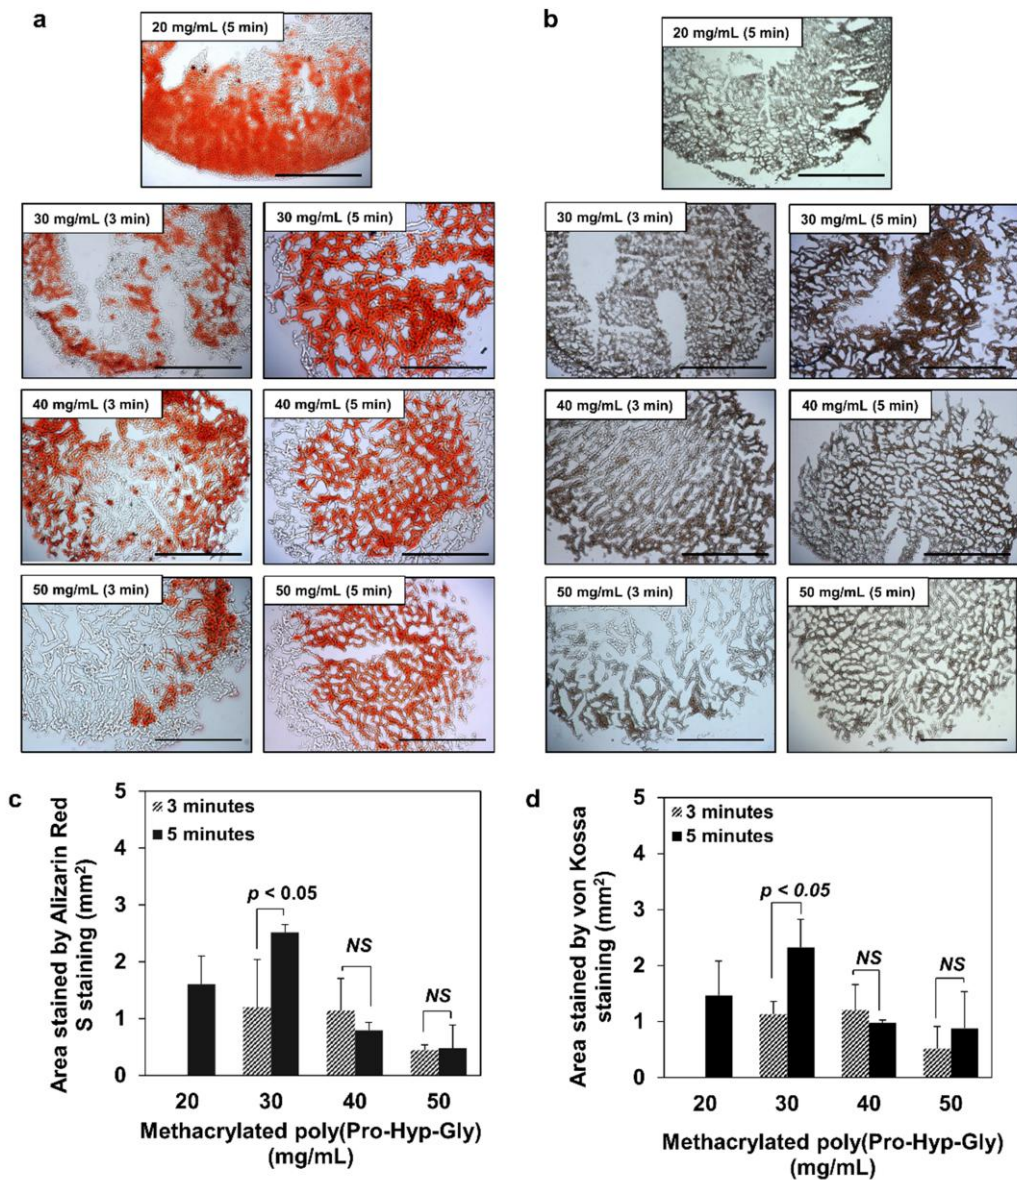 a
b
20 mg/mL (5 min)
20 mg/mL (5 min)
30 mg/mL (3 min)
30 mg/mL (5 min)
30 mg/mL (3 min)
30 mg/mL (5 min)
40 mg/mL (3 min)
40 mg/mL (5 min)
40 mg/mL (3 min)
40 mg/mL (5 min)
50 mg/mL (3 min)
50 mg/mL (5 min)
50 mg/mL (3 min)
50 mg/mL (5 min)
c
Area stained by Alizarin Red
S staining (mm²)
5
4
3
2
1
0
3 minutes
5 minutes
p < 0.05
NS
NS
20 30 40 50
Methacrylated poly(Pro-Hyp-Gly)
(mg/mL)
d
Area stained by von Kossa
staining (mm²)
5
4
3
2
1
0
3 minutes
5 minutes
p < 0.05
NS
NS
20 30 40 50
Methacrylated poly(Pro-Hyp-Gly)
(mg/mL)